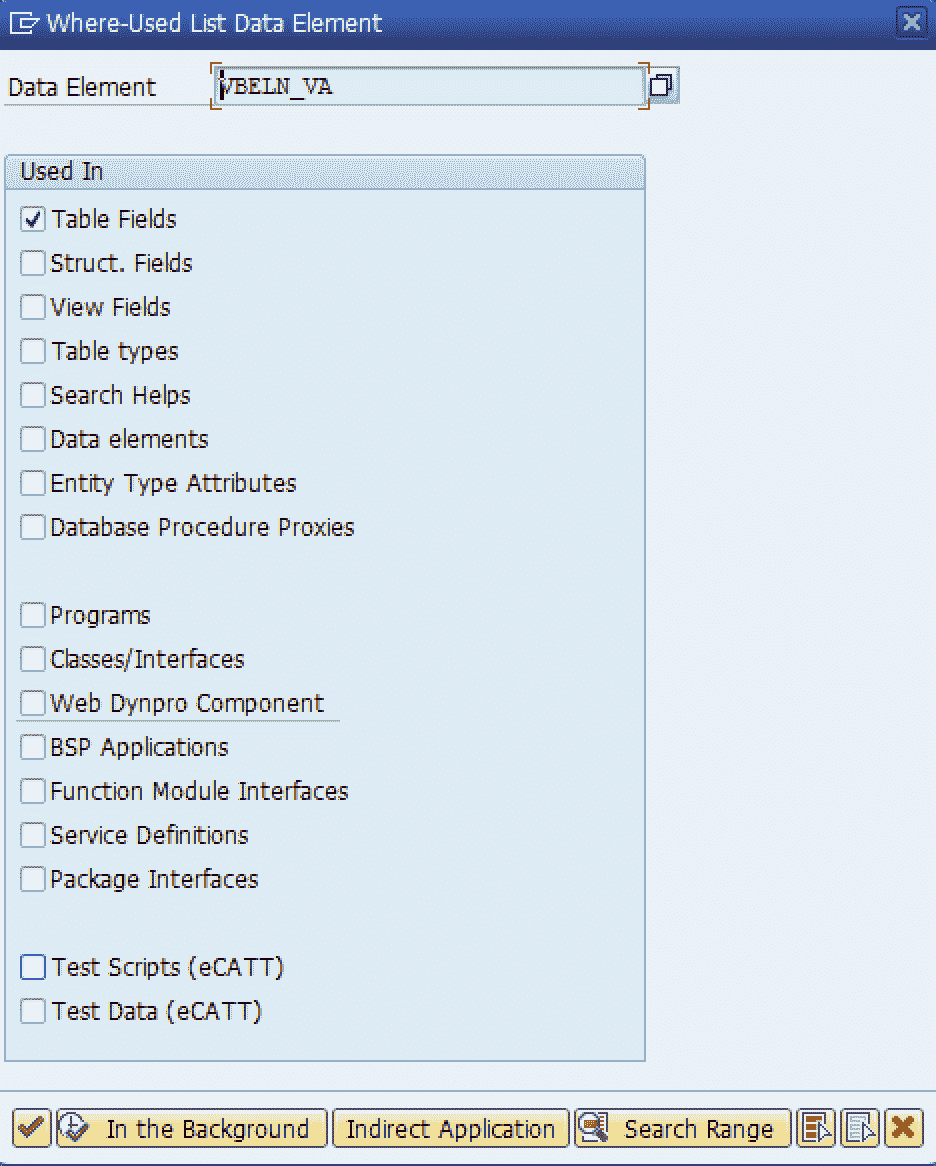 Where-Used List Data Element
Data Element VBELN_VA
Used In
Table Fields
Struct. Fields
View Fields
Table types
Search Helps
Data elements
Entity Type Attributes
Database Procedure Proxies
Programs
Classes/Interfaces
Web Dynpro Component
BSP Applications
Function Module Interfaces
Service Definitions
Package Interfaces
Test Scripts (eCATT)
Test Data (eCATT)
In the Background Indirect Application Search Range